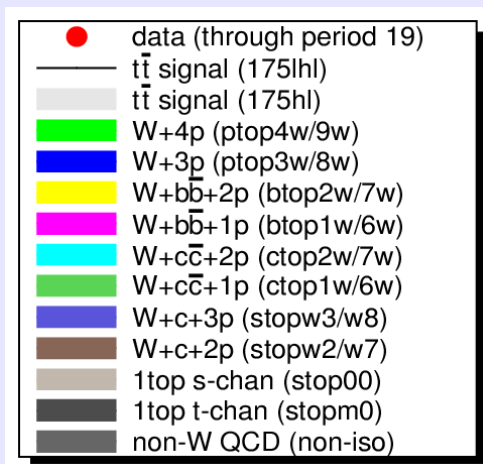 data (through period 19)
tt̄ signal (175lhl)
tt̄ signal (175hl)
W+4p (ptop4w/9w)
W+3p (ptop3w/8w)
W+bb̄+2p (btop2w/7w)
W+bb̄+1p (btop1w/6w)
W+cc̄+2p (ctop2w/7w)
W+cc̄+1p (ctop1w/6w)
W+c+3p (stopw3/w8)
W+c+2p (stopw2/w7)
1top s-chan (stop00)
1top t-chan (stopm0)
non-W QCD (non-iso)